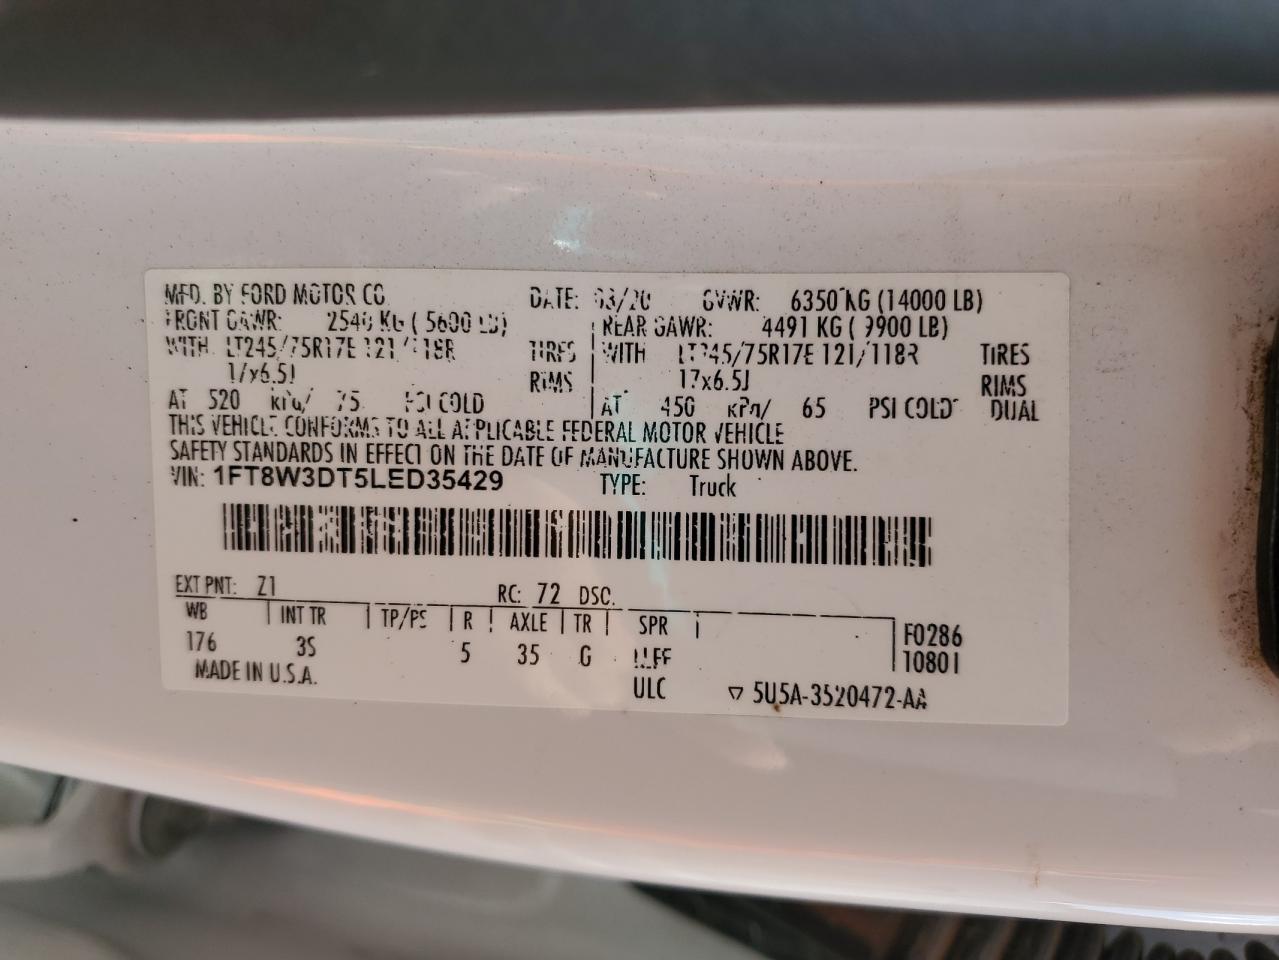 MFD. BY FORD MOTOR CO. DATE: 03/20 GVWR: 6350 KG (14000 LB)
FRONT GAWR: 2540 KG (5600 LB) REAR GAWR: 4491 KG (9900 LB)
WITH LT245/75R17E 121/118R TIRES WITH LT245/75R17E 121/118R TIRES
17x6.5J RIMS 17x6.5J RIMS
AT 520 kPa/ 75 PSI COLD AT 450 kPa/ 65 PSI COLD DUAL
THIS VEHICLE CONFORMS TO ALL APPLICABLE FEDERAL MOTOR VEHICLE
SAFETY STANDARDS IN EFFECT ON THE DATE OF MANUFACTURE SHOWN ABOVE.
VIN: 1FT8W3DT5LED35429 TYPE: Truck
EXT PNT: Z1 RC: 72 DSO:
WB INT TR TP/PS R AXLE TR SPR F0286
176 3S 5 35 G 10801
MADE IN U.S.A. ULC ▽ 5U5A-3520472-AA